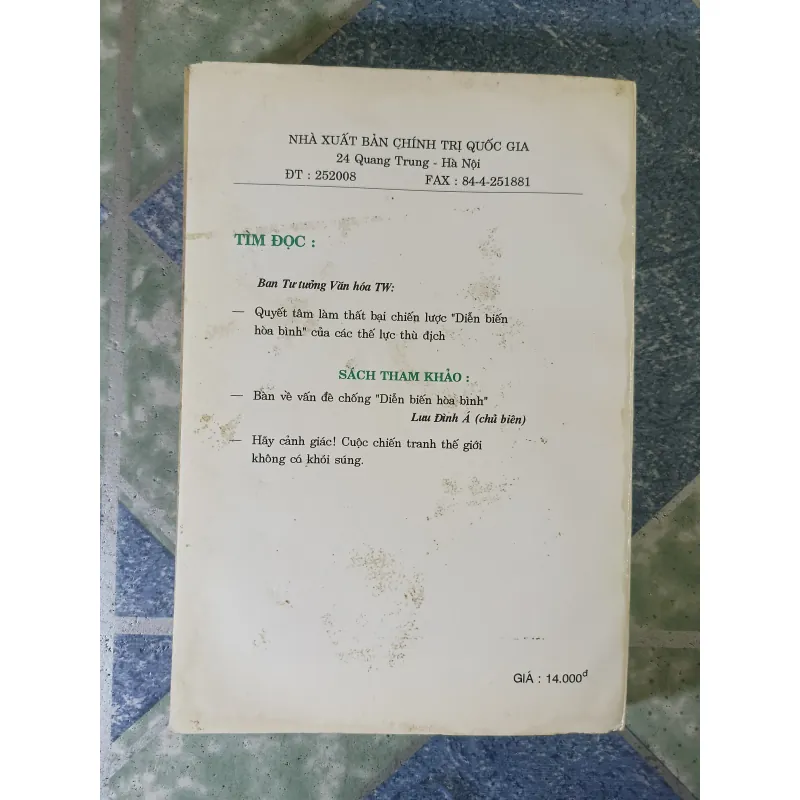 NHÀ XUẤT BẢN CHÍNH TRỊ QUỐC GIA
24 Quang Trung - Hà Nội
ĐT : 252008 FAX : 84-4-251881
TÌM ĐỌC :
Ban Tư tưởng Văn hóa TW:
— Quyết tâm làm thất bại chiến lược "Diễn biến
hòa bình" của các thế lực thù địch
SÁCH THAM KHẢO :
— Bàn về vấn đề chống "Diễn biến hòa bình"
Lưu Đình Á (chủ biên)
— Hãy cảnh giác! Cuộc chiến tranh thế giới
không có khói súng.
GIÁ : 14.000đ